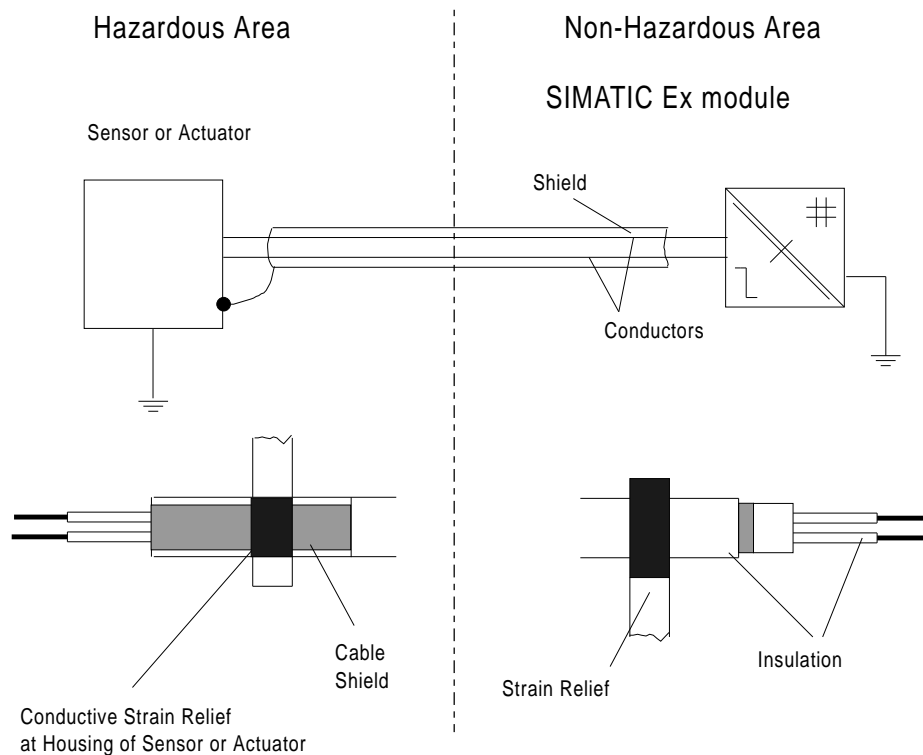 Hazardous Area
Non-Hazardous Area
SIMATIC Ex module
Sensor or Actuator
Shield
Conductors
Cable
Shield
Conductive Strain Relief
at Housing of Sensor or Actuator
Strain Relief
Insulation